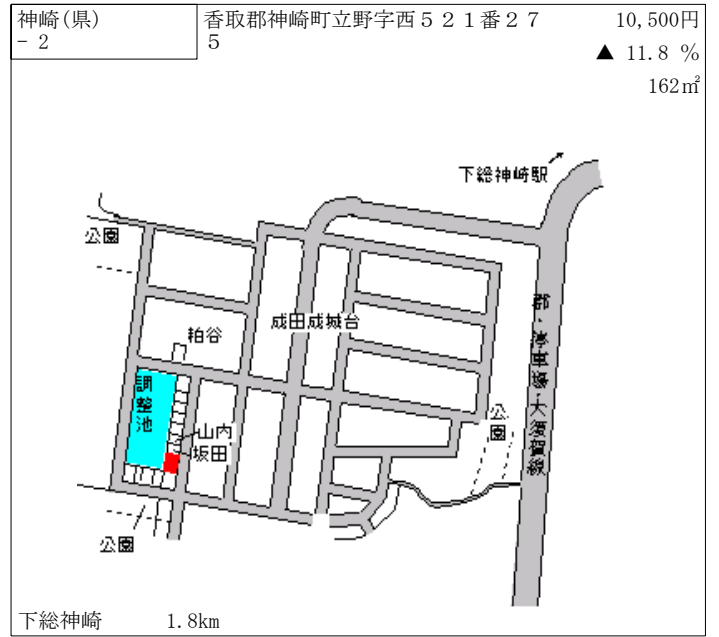 神崎(県)
- 2
香取郡神崎町立野字西５２１番２７
５
10,500円
▲ 11.8 %
162㎡
下総神崎駅
公園
郡・停車場・大須賀線
成田成城台
粕谷
調整池
公園
山内
坂田
公園
下総神崎 1.8km